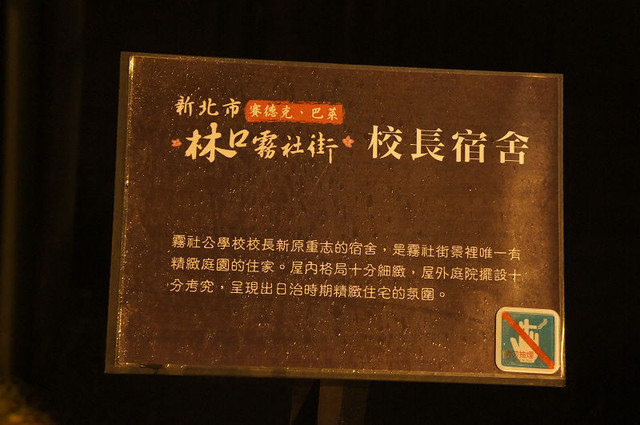 新北市 賽德克・巴萊
林口霧社街 校長宿舍
霧社公學校校長新原重志的宿舍，是霧社街景裡唯一有
精緻庭園的住家。屋內格局十分細緻，屋外庭院擺設十
分考究，呈現出日治時期精緻住宅的氛圍。